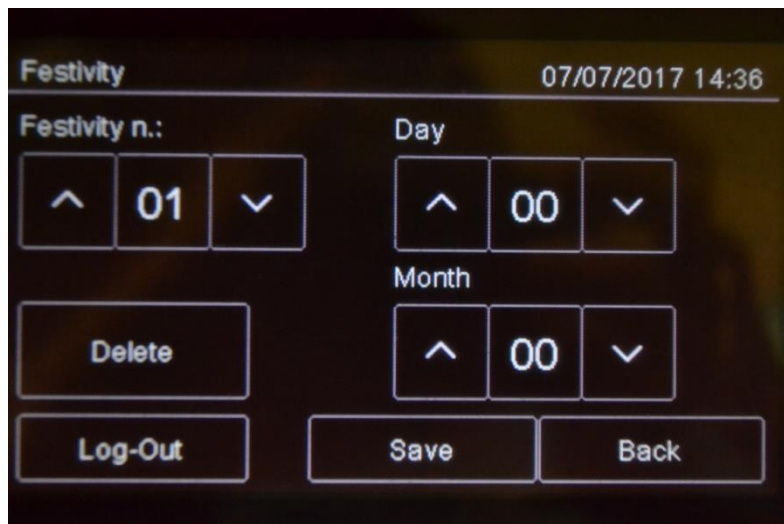 Festivity 07/07/2017 14:36
Festivity n.: Day
01 00
Month
Delete 00
Log-Out Save Back